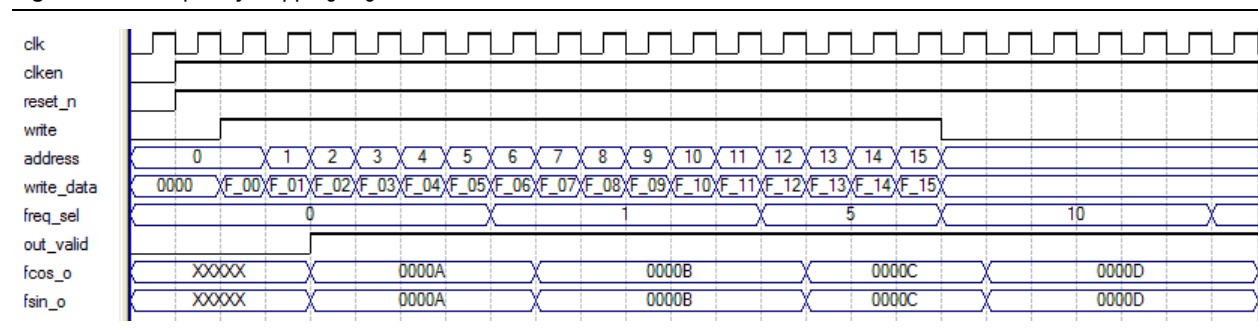 clk
clken
reset_n
write
address 0 1 2 3 4 5 6 7 8 9 10 11 12 13 14 15
write_data 0000 F_00 F_01 F_02 F_03 F_04 F_05 F_06 F_07 F_08 F_09 F_10 F_11 F_12 F_13 F_14 F_15
freq_sel 0 1 5 10
out_valid
fcos_o XXXXX 0000A 0000B 0000C 0000D
fsin_o XXXXX 0000A 0000B 0000C 0000D